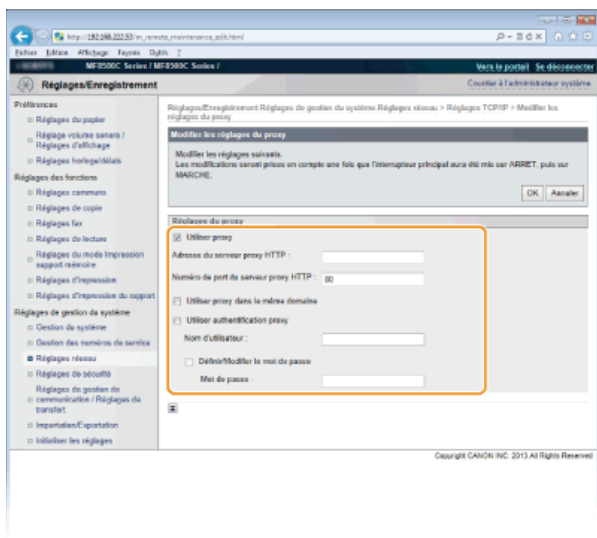 http://192.168.222.53/m_remote_maintenance_edit.html
Fichier Edition Affichage Favoris Outils ?
MF8500C Series / MF8500C Series /
Vers le portail Se déconnecter
Réglages/Enregistrement
Courrier à l'administrateur système
Préférences
Réglages du papier
Réglage volume sonore /
Réglages d'affichage
Réglages horloge/délais
Réglages des fonctions
Réglages communs
Réglages de copie
Réglages fax
Réglages de lecture
Réglages du mode Impression
support mémoire
Réglages d'impression
Réglages d'impression du rapport
Réglages de gestion du système
Gestion du système
Gestion des numéros de service
Réglages réseau
Réglages de sécurité
Réglages de gestion de
communication / Réglages de
transfert
Importation/Exportation
Initialiser les réglages
Réglages/Enregistrement:Réglages de gestion du système:Réglages réseau > Réglages TCP/IP > Modifier les
réglages du proxy
Modifier les réglages du proxy
Modifier les réglages suivants.
Les modifications seront prises en compte une fois que l'interrupteur principal aura été mis sur ARRET, puis sur
MARCHE.
OK Annuler
Réglages du proxy
Utiliser proxy
Adresse du serveur proxy HTTP :
Numéro de port du serveur proxy HTTP : 80
Utiliser proxy dans le même domaine
Utiliser authentification proxy
Nom d'utilisateur :
Définir/Modifier le mot de passe
Mot de passe :
Copyright CANON INC. 2013 All Rights Reserved